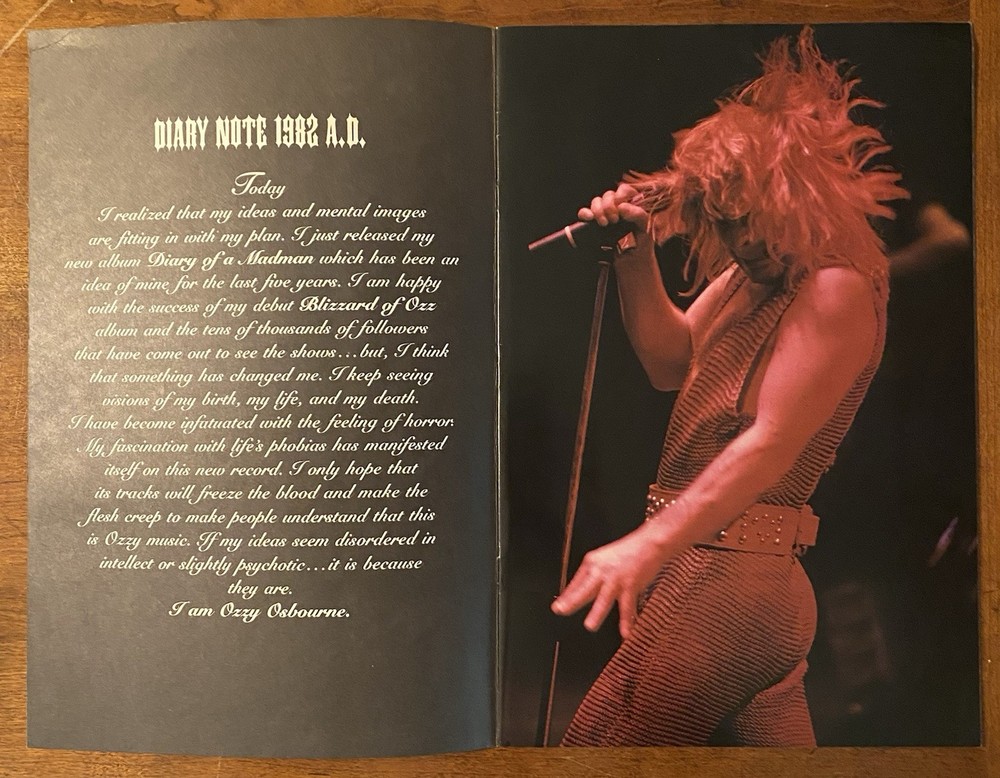 DIARY NOTE 1982 A.D.
Today
I realized that my ideas and mental images
are fitting in with my plan. I just released my
new album Diary of a Madman which has been an
idea of mine for the last five years. I am happy
with the success of my debut Blizzard of Ozz
album and the tens of thousands of followers
that have come out to see the shows...but, I think
that something has changed me. I keep seeing
visions of my birth, my life, and my death.
I have become infatuated with the feeling of horror.
My fascination with life's phobias has manifested
itself on this new record. I only hope that
its tracks will freeze the blood and make the
flesh creep to make people understand that this
is Ozzy music. If my ideas seem disordered in
intellect or slightly psychotic...it is because
they are.
I am Ozzy Osbourne.